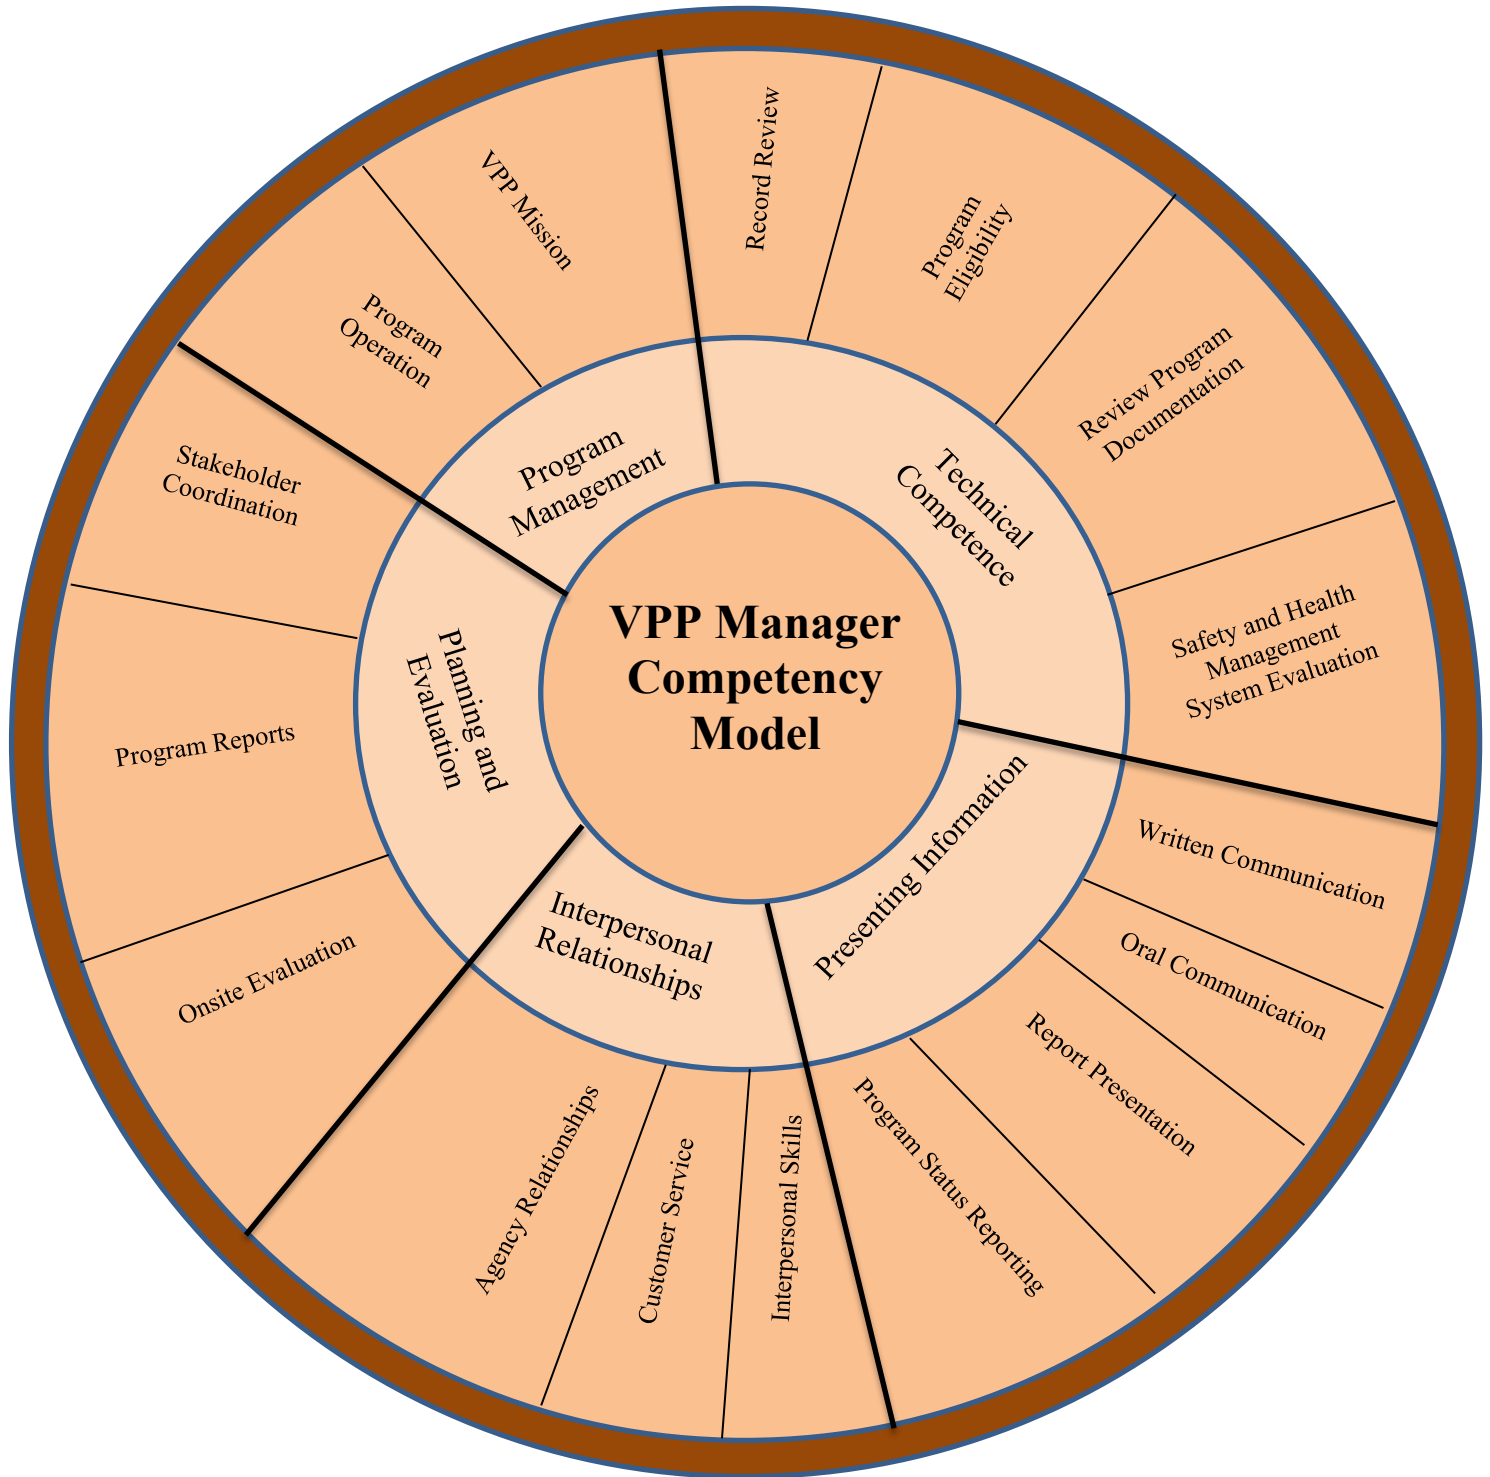 VPP Manager
Competency
Model
Technical
Competence
Record Review
Program
Eligibility
Review Program
Documentation
Safety and Health
Management
System Evaluation
Presenting Information
Written Communication
Oral Communication
Report Presentation
Program Status Reporting
Interpersonal
Relationships
Interpersonal Skills
Customer Service
Agency Relationships
Planning and
Evaluation
Onsite Evaluation
Program Reports
Stakeholder
Coordination
Program
Management
Program
Operation
VPP Mission